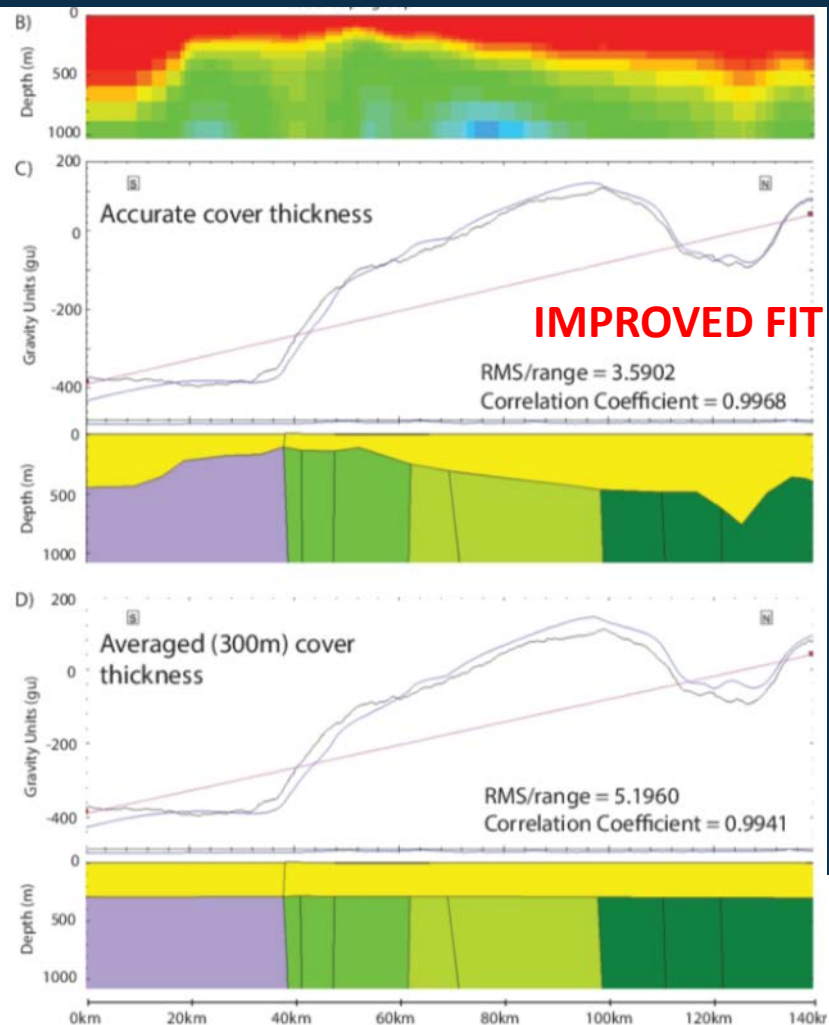 B)
0
500
1000
Depth (m)
C)
200
0
-200
-400
Gravity Units (gu)
S
N
Accurate cover thickness
IMPROVED FIT
RMS/range = 3.5902
Correlation Coefficient = 0.9968
0
500
1000
Depth (m)
D)
200
0
-200
-400
Gravity Units (gu)
S
N
Averaged (300m) cover
thickness
RMS/range = 5.1960
Correlation Coefficient = 0.9941
0
500
1000
Depth (m)
0km 20km 40km 60km 80km 100km 120km